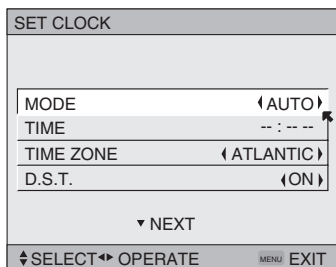 SET CLOCK
MODE AUTO
TIME -- : -- --
TIME ZONE ATLANTIC
D.S.T. ON
NEXT
SELECT OPERATE MENU EXIT